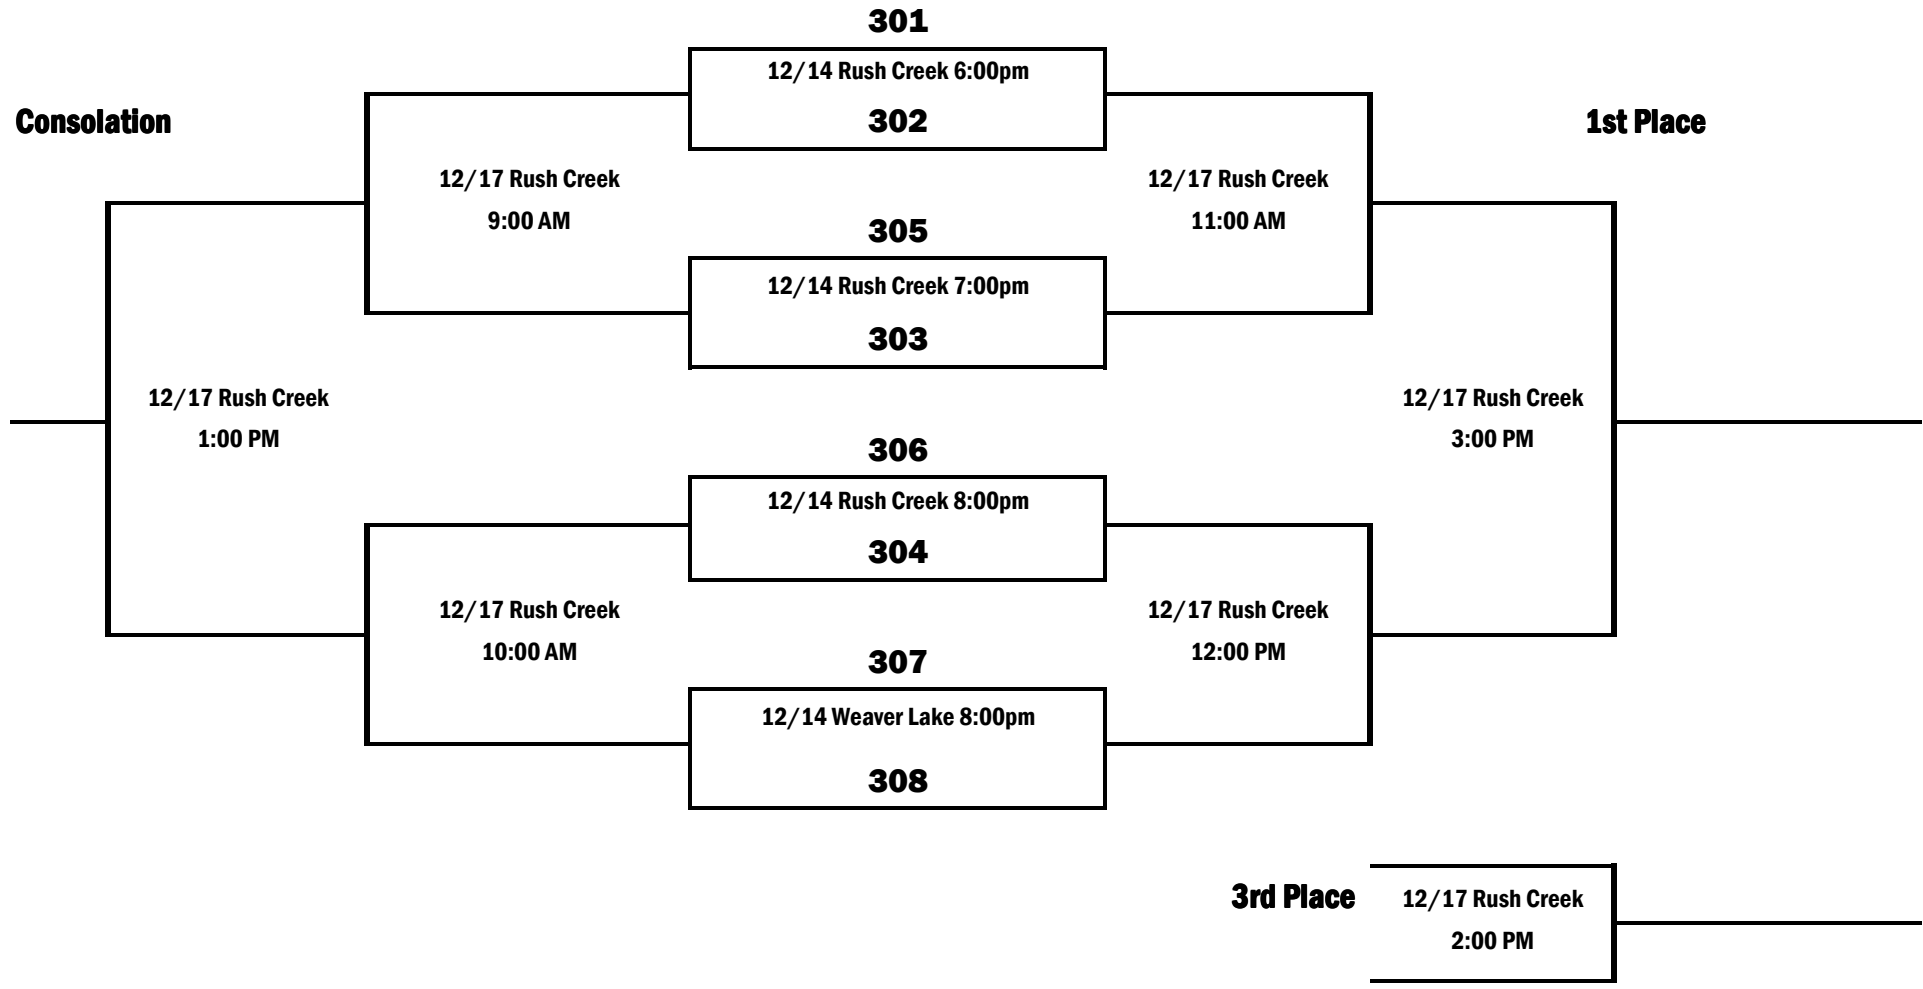 301
12/14 Rush Creek 6:00pm
302
Consolation
1st Place
12/17 Rush Creek
9:00 AM
12/17 Rush Creek
11:00 AM
305
12/14 Rush Creek 7:00pm
303
12/17 Rush Creek
1:00 PM
12/17 Rush Creek
3:00 PM
306
12/14 Rush Creek 8:00pm
304
12/17 Rush Creek
10:00 AM
12/17 Rush Creek
12:00 PM
307
12/14 Weaver Lake 8:00pm
308
3rd Place
12/17 Rush Creek
2:00 PM